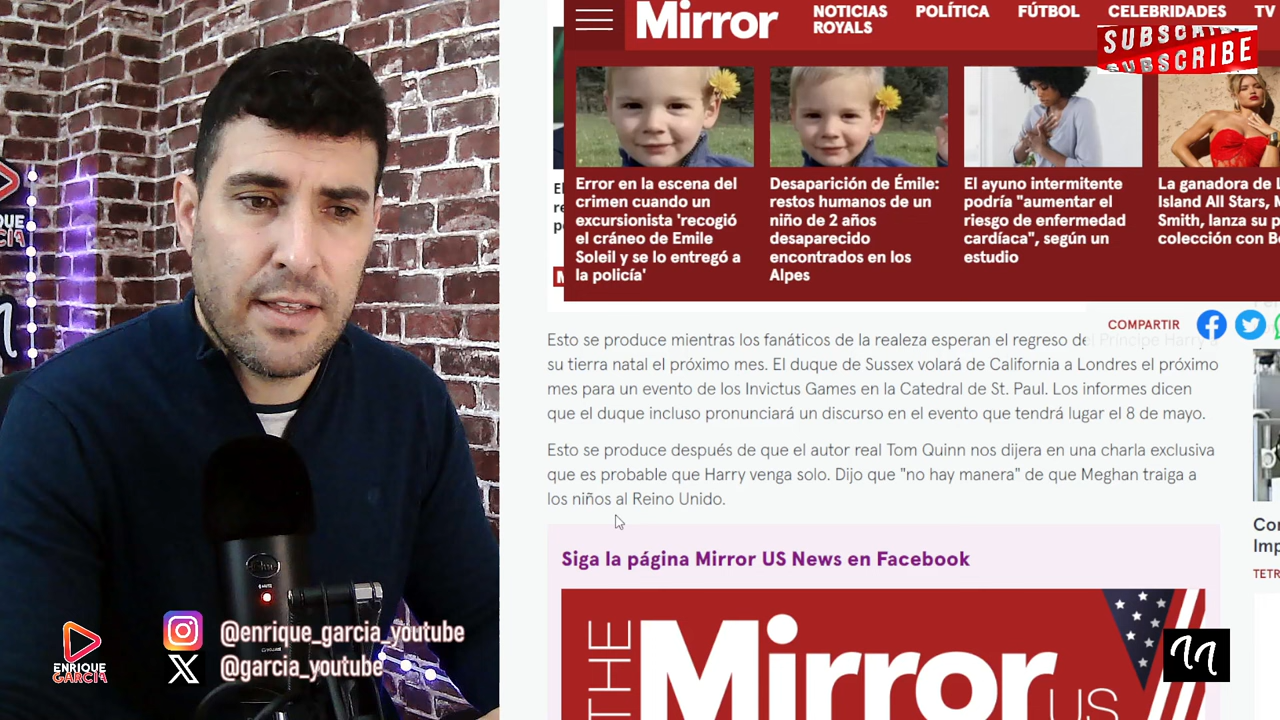 Mirror
NOTICIAS
ROYALS
POLÍTICA
FÚTBOL
CELEBRIDADES
TV
SUBSCRIBE
SUBSCRIBE
Error en la escena del
crimen cuando un
excursionista 'recogió
el cráneo de Emile
Soleil y se lo entregó a
la policía'
Desaparición de Émile:
restos humanos de un
niño de 2 años
desaparecido
encontrados en los
Alpes
El ayuno intermitente
podría "aumentar el
riesgo de enfermedad
cardíaca", según un
estudio
La ganadora de L
Island All Stars, M
Smith, lanza su p
colección con Be
COMPARTIR
Esto se produce mientras los fanáticos de la realeza esperan el regreso del Príncipe Harry a
su tierra natal el próximo mes. El duque de Sussex volará de California a Londres el próximo
mes para un evento de los Invictus Games en la Catedral de St. Paul. Los informes dicen
que el duque incluso pronunciará un discurso en el evento que tendrá lugar el 8 de mayo.
Esto se produce después de que el autor real Tom Quinn nos dijera en una charla exclusiva
que es probable que Harry venga solo. Dijo que "no hay manera" de que Meghan traiga a
los niños al Reino Unido.
Siga la página Mirror US News en Facebook
THE
Mirror
US
Imp
TETR
blue
MUTE
ENRIQUE
GARCIA
@enrique_garcia_youtube
@garcia_youtube